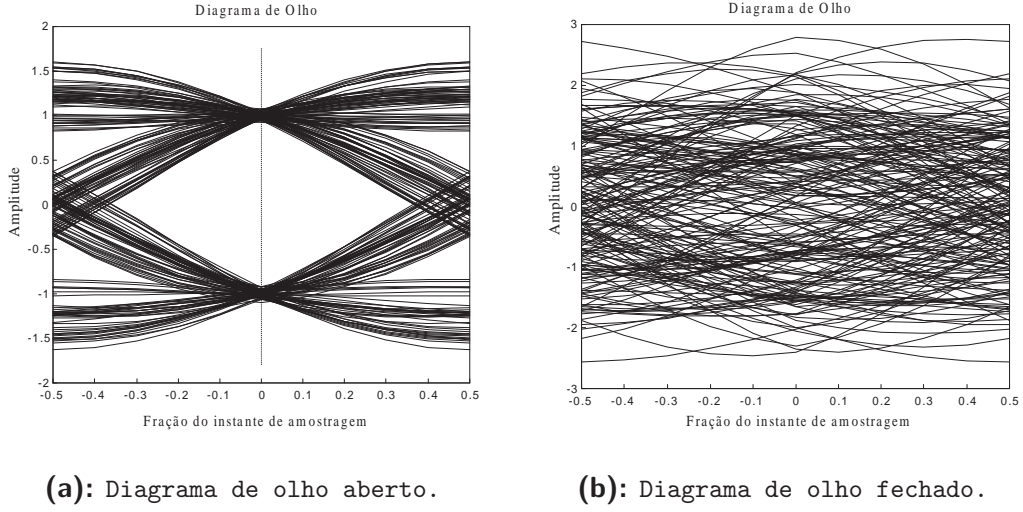 Diagrama de Olho
2
1.5
1
0.5
0
-0.5
-1
-1.5
-2
Amplitude
-0.5 -0.4 -0.3 -0.2 -0.1 0 0.1 0.2 0.3 0.4 0.5
Fração do instante de amostragem
(a): Diagrama de olho aberto.
Diagrama de Olho
3
2
1
0
-1
-2
-3
Amplitude
-0.5 -0.4 -0.3 -0.2 -0.1 0 0.1 0.2 0.3 0.4 0.5
Fração do instante de amostragem
(b): Diagrama de olho fechado.